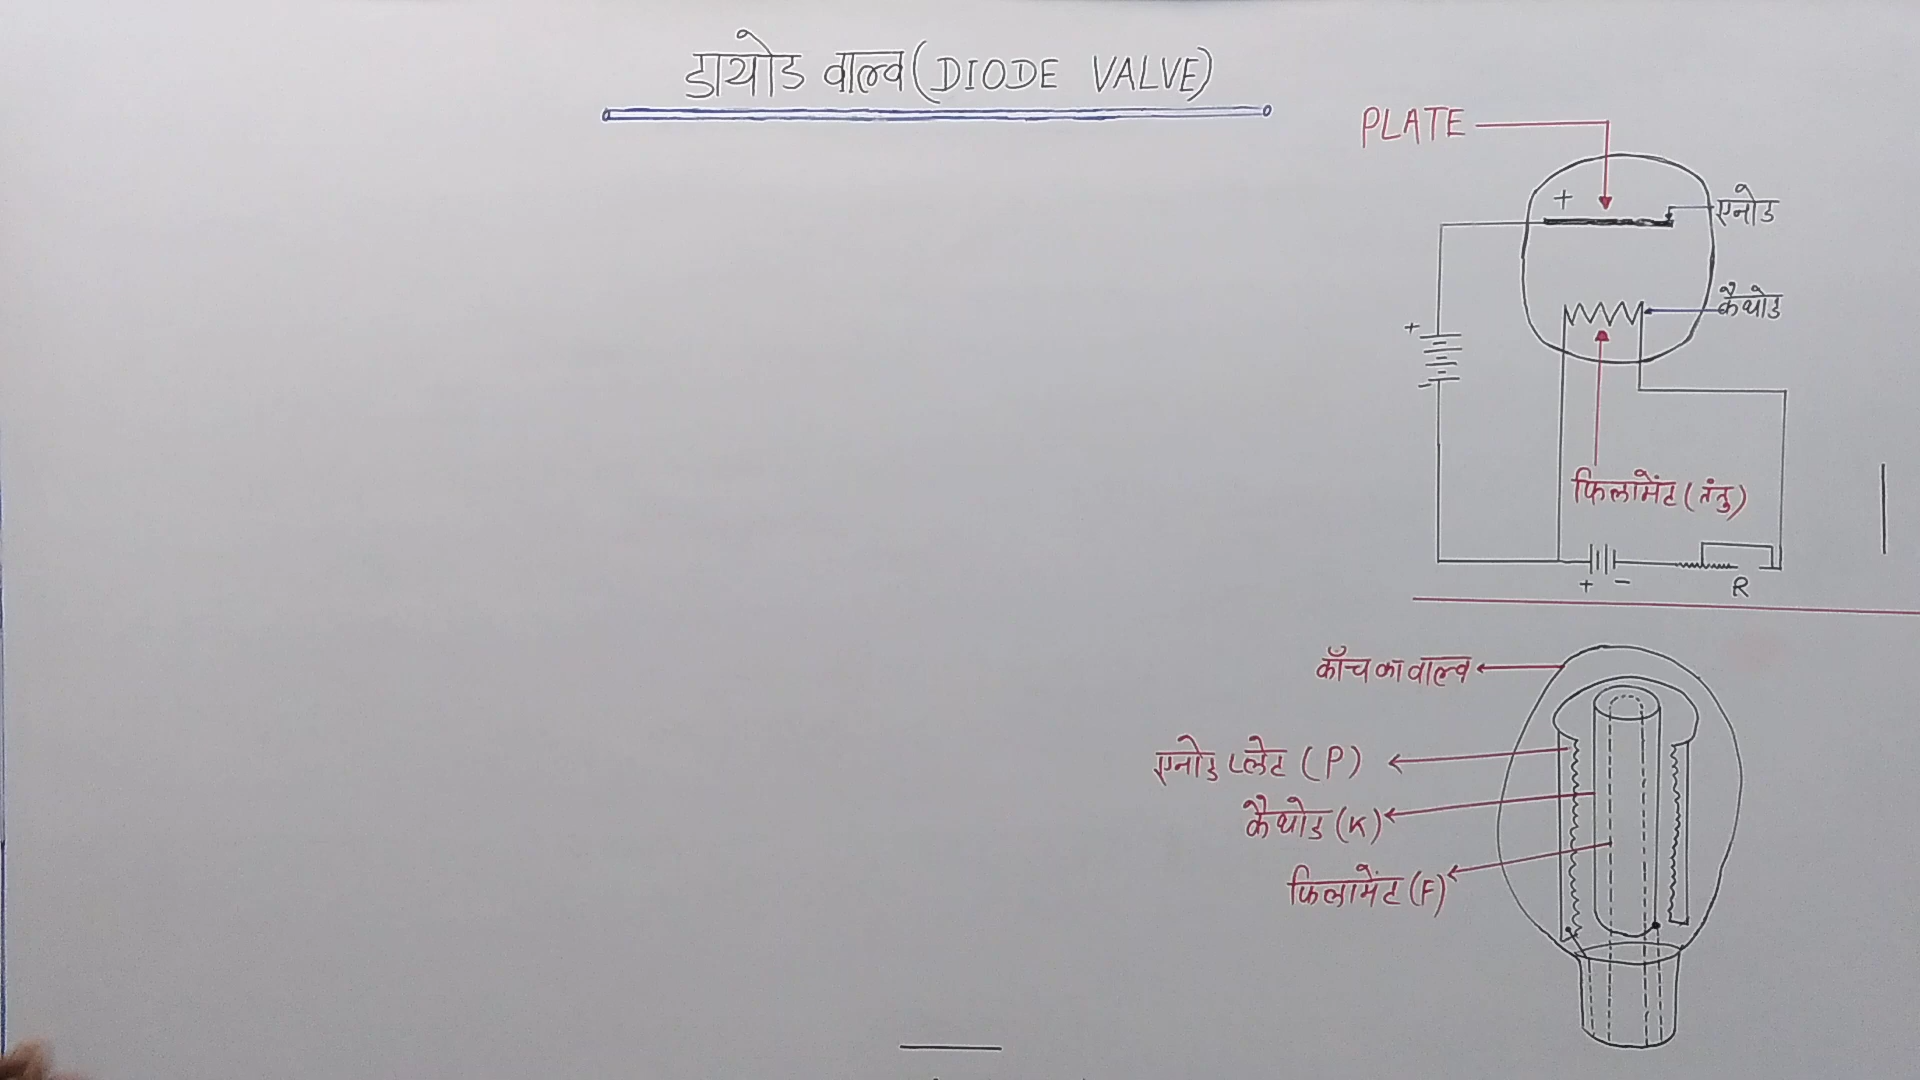 डायोड वाल्व (DIODE VALVE)
PLATE
+
एनोड
कैथोड
+
-
फिलामेंट (तंतु)
+ -
R
काँच का वाल्व
एनोड प्लेट (P)
कैथोड (K)
फिलामेंट (F)